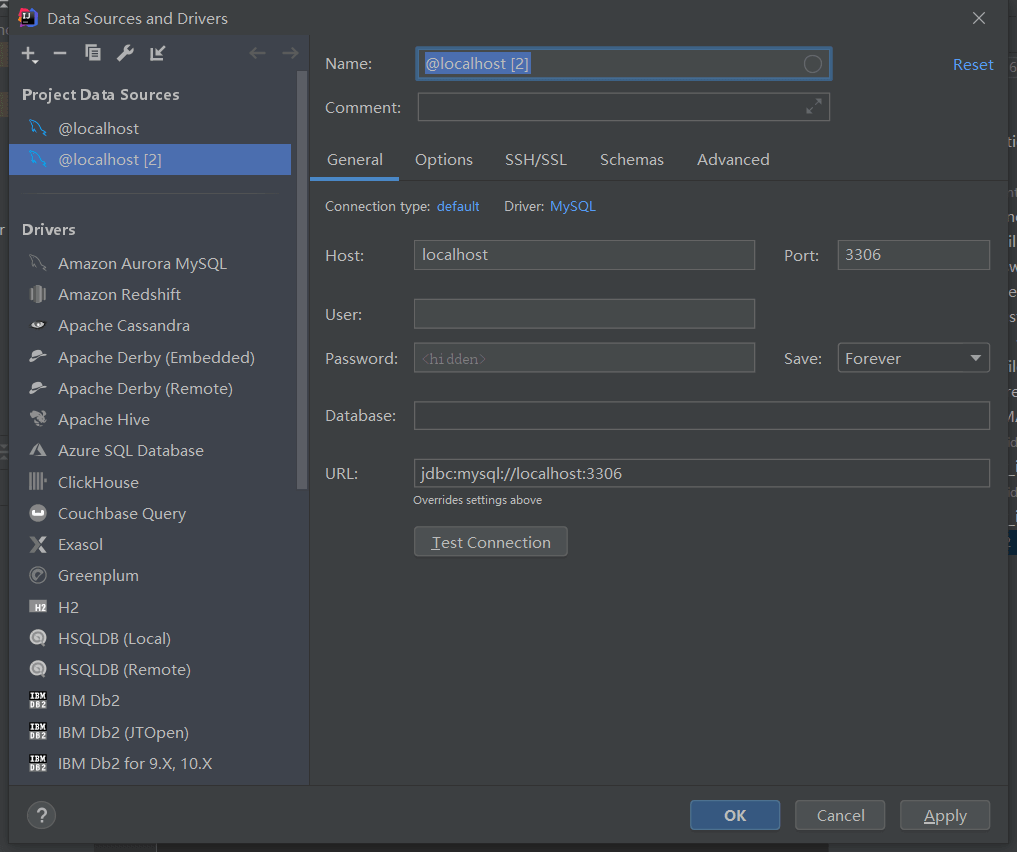 Data Sources and Drivers
Project Data Sources
@localhost
@localhost [2]
Drivers
Amazon Aurora MySQL
Amazon Redshift
Apache Cassandra
Apache Derby (Embedded)
Apache Derby (Remote)
Apache Hive
Azure SQL Database
ClickHouse
Couchbase Query
Exasol
Greenplum
H2
HSQLDB (Local)
HSQLDB (Remote)
IBM Db2
IBM Db2 (JTOpen)
IBM Db2 for 9.X, 10.X
Name: @localhost [2] Reset
Comment:
General Options SSH/SSL Schemas Advanced
Connection type: default Driver: MySQL
Host: localhost Port: 3306
User:
Password: <hidden> Save: Forever
Database:
URL: jdbc:mysql://localhost:3306
Overrides settings above
Test Connection
? OK Cancel Apply